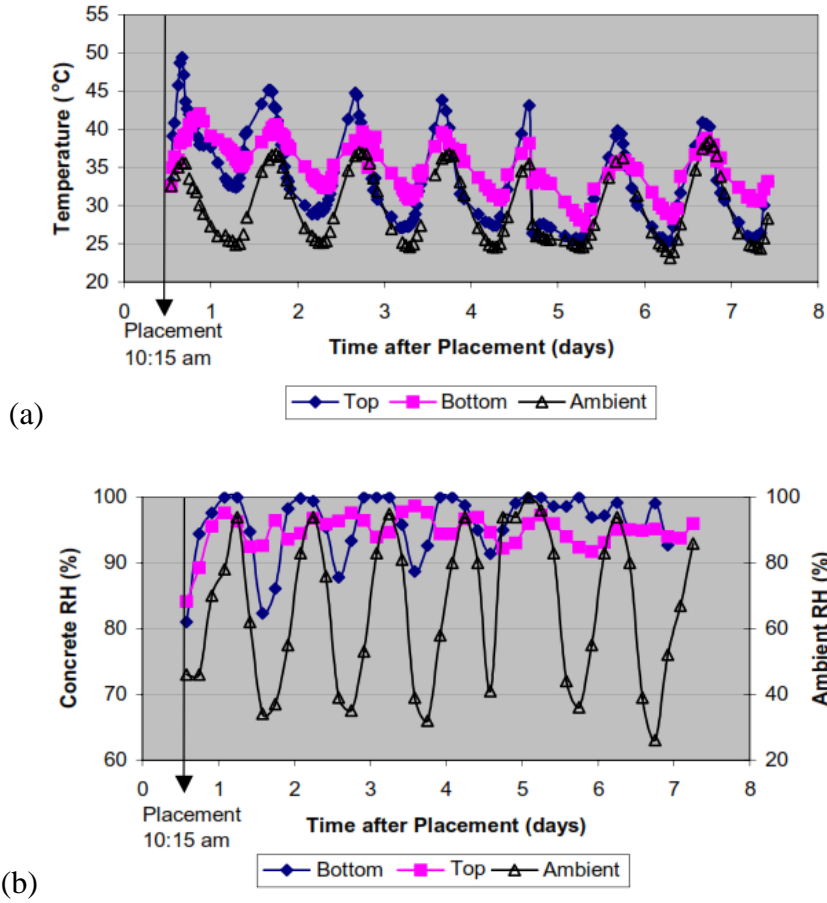 55
50
45
40
35
30
25
20
Temperature (°C)
0 1 2 3 4 5 6 7 8
Placement
10:15 am
Time after Placement (days)
Top Bottom Ambient
(a)
100
90
80
70
60
Concrete RH (%)
100
80
60
40
20
Ambient RH (%)
0 1 2 3 4 5 6 7 8
Placement
10:15 am
Time after Placement (days)
Bottom Top Ambient
(b)